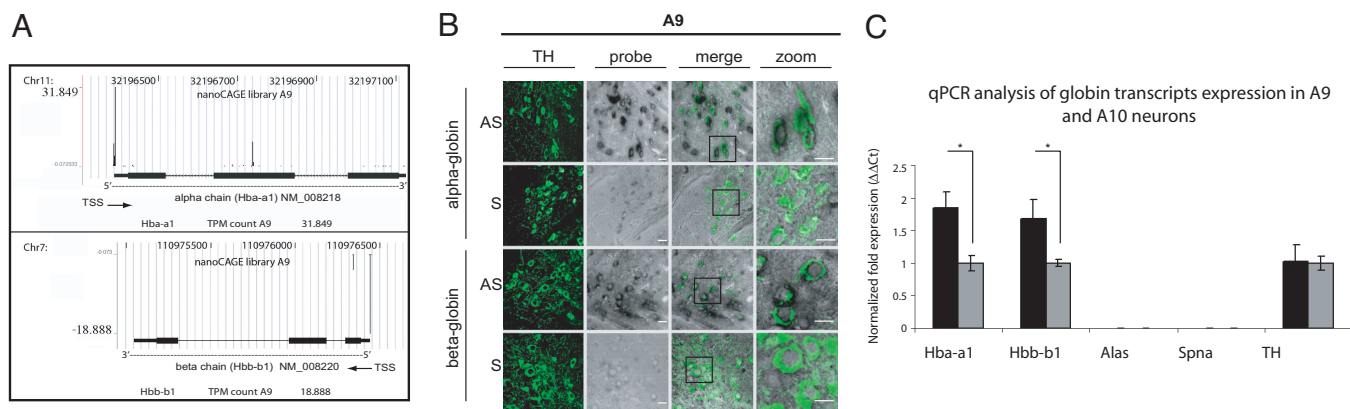 A
Chr11:
32196500 32196700 32196900 32197100
31.849
nanoCAGE library A9
5′ 3′
alpha chain (Hba-a1) NM_008218
TSS
Hba-a1 TPM count A9 31.849
Chr7:
110975500 110976000 110976500
-0.073
nanoCAGE library A9
-18.888
3′ 5′
beta chain (Hbb-b1) NM_008220
TSS
Hbb-b1 TPM count A9 18.888
B
A9
TH probe merge zoom
alpha-globin
AS
S
beta-globin
AS
S
C
qPCR analysis of globin transcripts expression in A9
and A10 neurons
Normalized fold expression (ΔΔCt)
2.5
2
1.5
1
0.5
0
* *
Hba-a1 Hbb-b1 Alas Spna TH